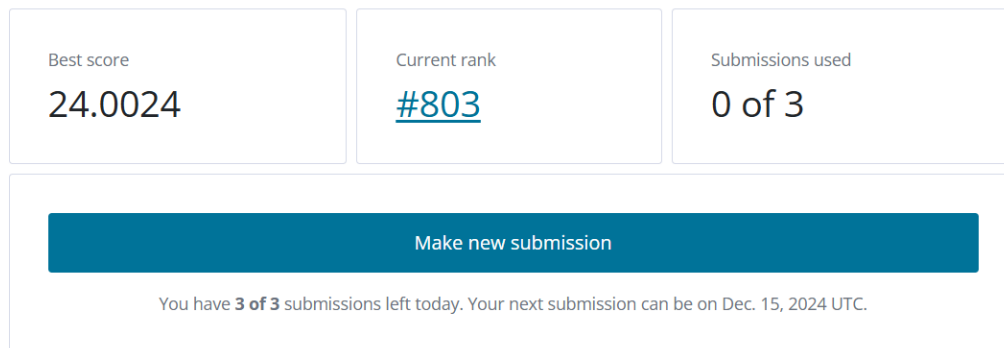 Best score
Current rank
Submissions used
24.0024
#803
0 of 3
Make new submission
You have 3 of 3 submissions left today. Your next submission can be on Dec. 15, 2024 UTC.